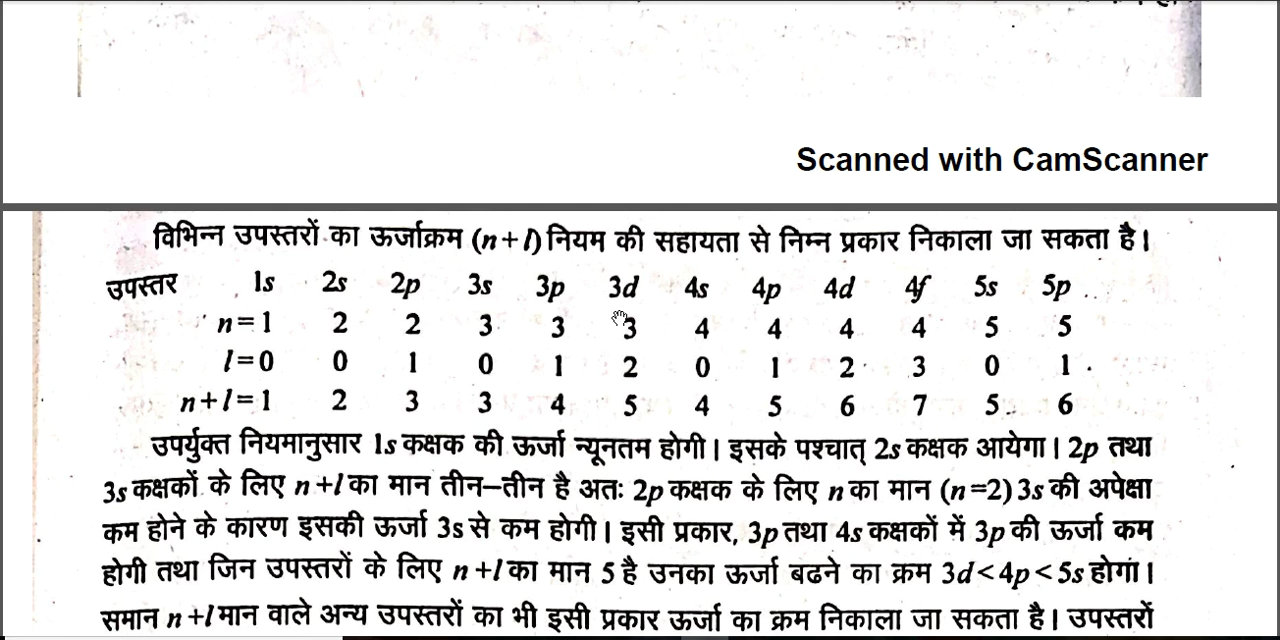 Scanned with CamScanner
विभिन्न उपस्तरों का ऊर्जाक्रम (n+l) नियम की सहायता से निम्न प्रकार निकाला जा सकता है।
उपस्तर 1s 2s 2p 3s 3p 3d 4s 4p 4d 4f 5s 5p ..
n=1 2 2 3 3 3 4 4 4 4 5 5
l=0 0 1 0 1 2 0 1 2 3 0 1
n+l=1 2 3 3 4 5 4 5 6 7 5 6
उपर्युक्त नियमानुसार 1s कक्षक की ऊर्जा न्यूनतम होगी। इसके पश्चात् 2s कक्षक आयेगा। 2p तथा
3s कक्षकों के लिए n+l का मान तीन–तीन है अतः 2p कक्षक के लिए n का मान (n=2) 3s की अपेक्षा
कम होने के कारण इसकी ऊर्जा 3s से कम होगी। इसी प्रकार, 3p तथा 4s कक्षकों में 3p की ऊर्जा कम
होगी तथा जिन उपस्तरों के लिए n+l का मान 5 है उनका ऊर्जा बढने का क्रम 3d<4p<5s होगा।
समान n+l मान वाले अन्य उपस्तरों का भी इसी प्रकार ऊर्जा का क्रम निकाला जा सकता है। उपस्तरों